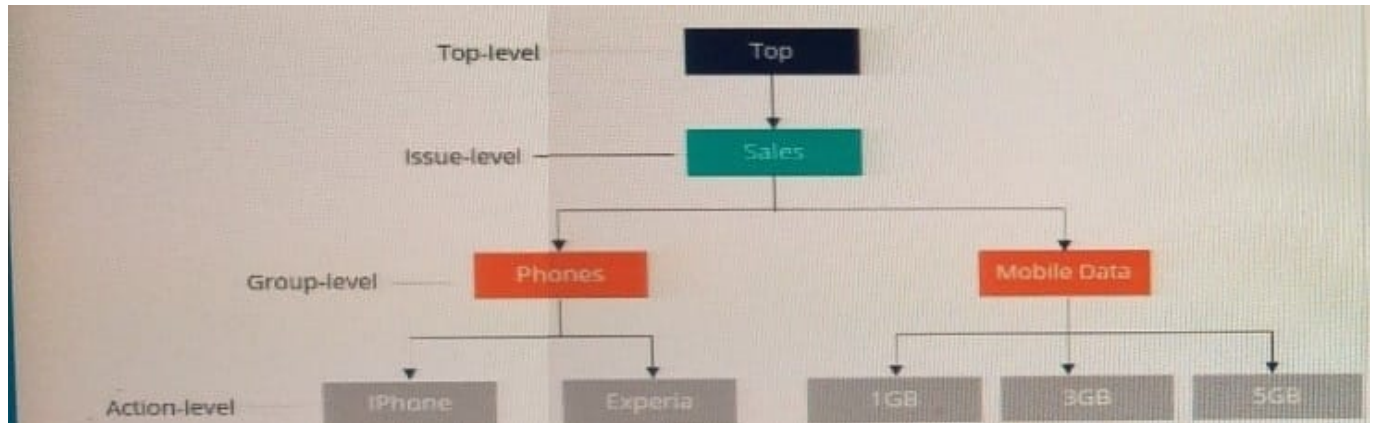 Top-level
Top
Issue-level
Sales
Group-level
Phones
Mobile Data
Action-level
IPhone
Experia
1GB
3GB
5GB